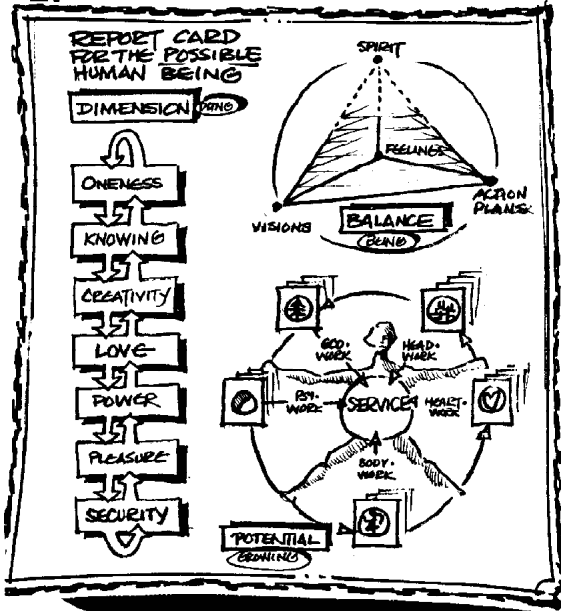 REPORT CARD
FOR THE POSSIBLE
HUMAN BEING
DIMENSION
ONENESS
KNOWING
CREATIVITY
LOVE
POWER
PLEASURE
SECURITY
SPIRIT
FEELINGS
VISIONS
ACTION
PLANS
BALANCE
BEING
ECO-
WORK
HEAD-
WORK
PSY-
WORK
SERVICE
HEART-
WORK
BODY-
WORK
POTENTIAL
GROWING